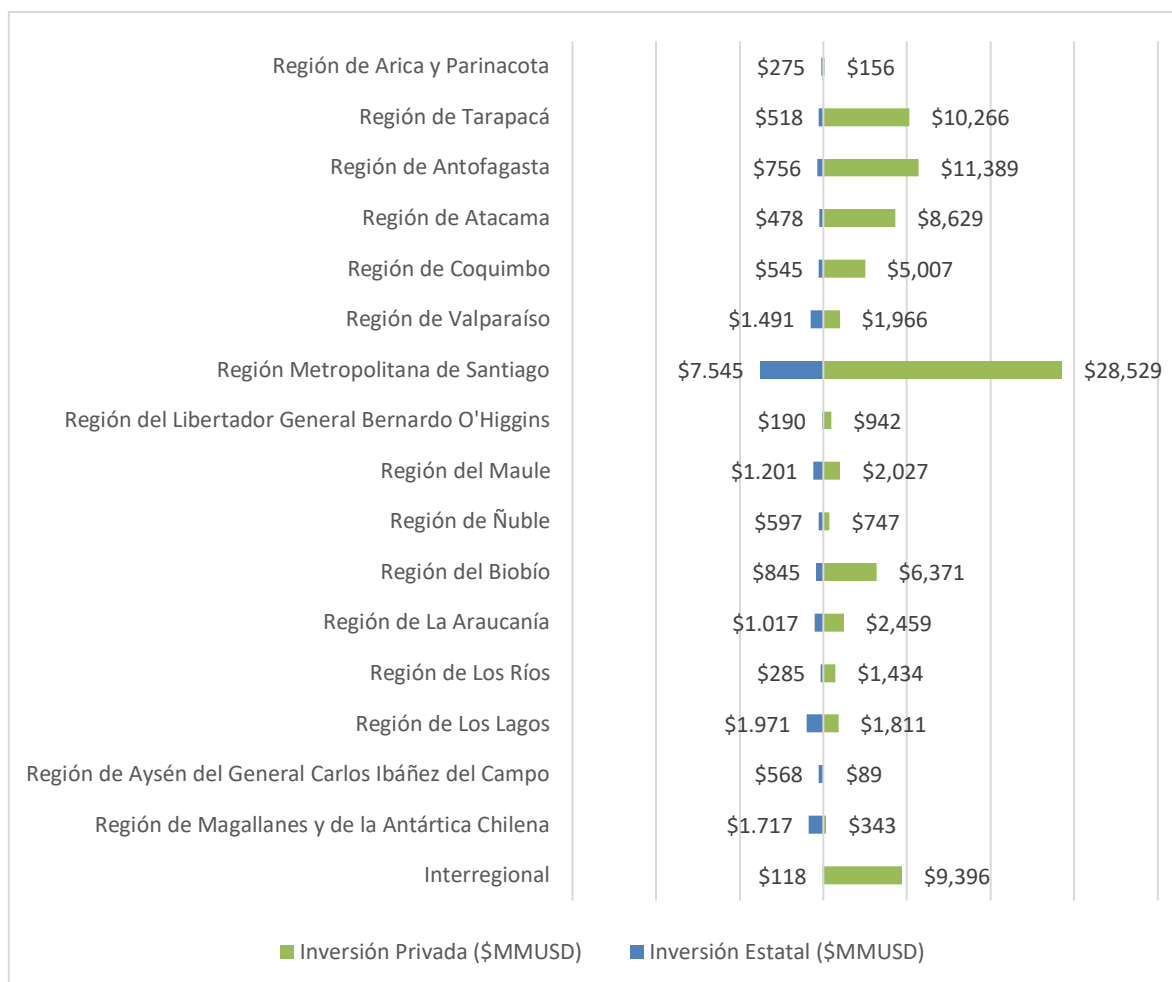 Región de Arica y Parinacota $275 $156
Región de Tarapacá $518 $10,266
Región de Antofagasta $756 $11,389
Región de Atacama $478 $8,629
Región de Coquimbo $545 $5,007
Región de Valparaíso $1.491 $1,966
Región Metropolitana de Santiago $7.545 $28,529
Región del Libertador General Bernardo O'Higgins $190 $942
Región del Maule $1.201 $2,027
Región de Ñuble $597 $747
Región del Biobío $845 $6,371
Región de La Araucanía $1.017 $2,459
Región de Los Ríos $285 $1,434
Región de Los Lagos $1.971 $1,811
Región de Aysén del General Carlos Ibáñez del Campo $568 $89
Región de Magallanes y de la Antártica Chilena $1.717 $343
Interregional $118 $9,396
Inversión Privada ($MMUSD) Inversión Estatal ($MMUSD)